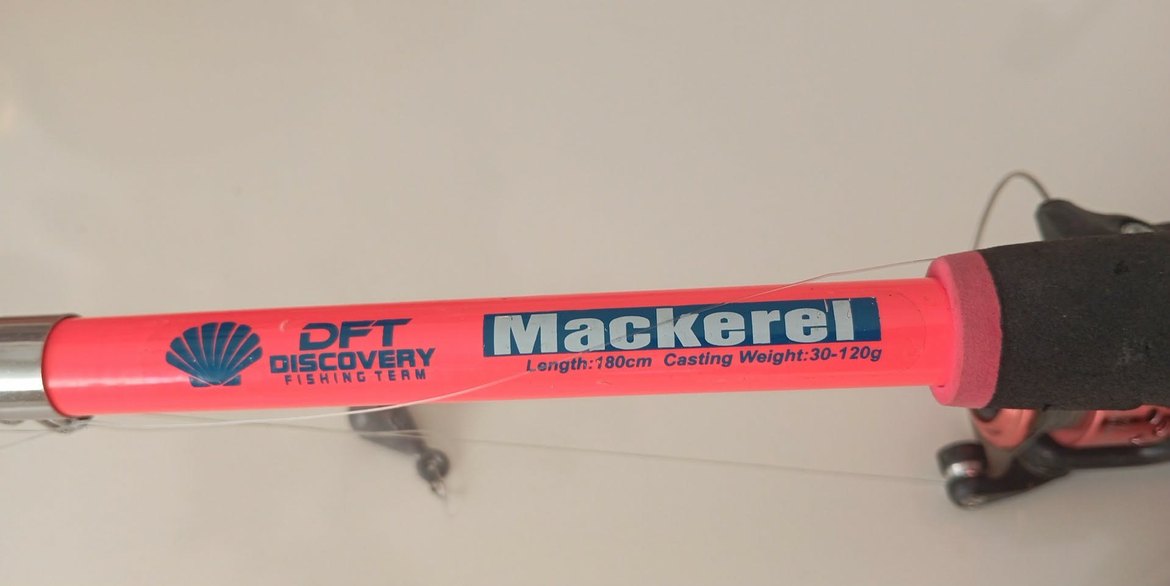 DFT
DISCOVERY
FISHING TEAM
Mackerel
Length:180cm Casting Weight:30-120g